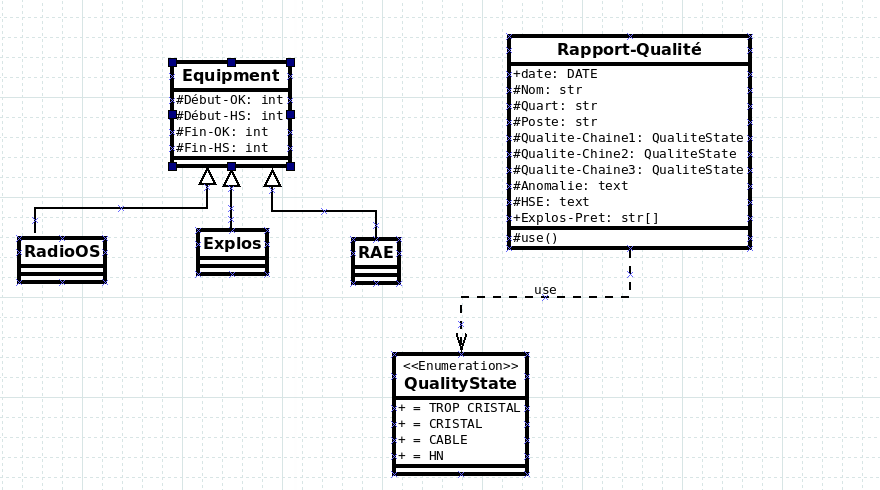 Equipment
#Début-OK: int
#Début-HS: int
#Fin-OK: int
#Fin-HS: int
RadioOS
Explos
RAE
Rapport-Qualité
+date: DATE
#Nom: str
#Quart: str
#Poste: str
#Qualite-Chaine1: QualiteState
#Qualite-Chine2: QualiteState
#Qualite-Chaine3: QualiteState
#Anomalie: text
#HSE: text
+Explos-Pret: str[]
#use()
use
<<Enumeration>>
QualityState
+ = TROP CRISTAL
+ = CRISTAL
+ = CABLE
+ = HN